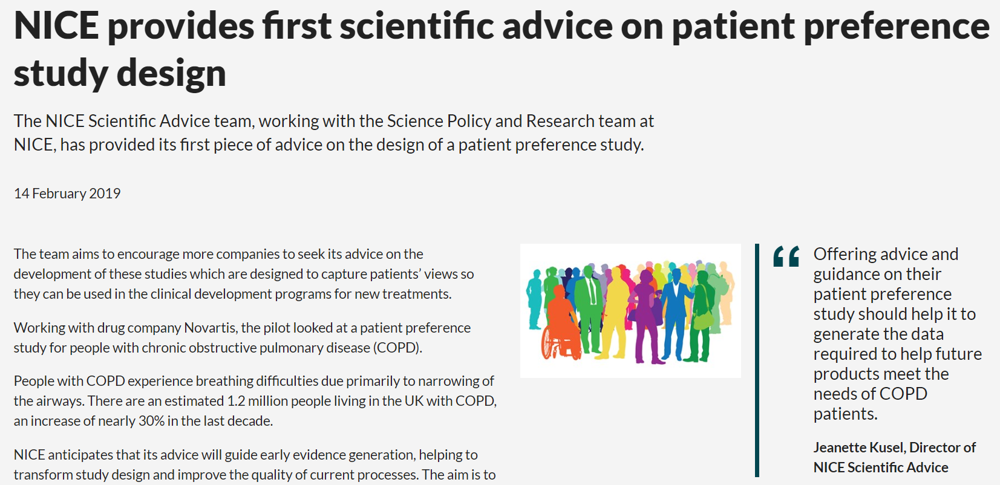 NICE provides first scientific advice on patient preference
study design
The NICE Scientific Advice team, working with the Science Policy and Research team at
NICE, has provided its first piece of advice on the design of a patient preference study.
14 February 2019
The team aims to encourage more companies to seek its advice on the
development of these studies which are designed to capture patients’ views so
they can be used in the clinical development programs for new treatments.
Working with drug company Novartis, the pilot looked at a patient preference
study for people with chronic obstructive pulmonary disease (COPD).
People with COPD experience breathing difficulties due primarily to narrowing of
the airways. There are an estimated 1.2 million people living in the UK with COPD,
an increase of nearly 30% in the last decade.
NICE anticipates that its advice will guide early evidence generation, helping to
transform study design and improve the quality of current processes. The aim is to
“ Offering advice and
guidance on their
patient preference
study should help it to
generate the data
required to help future
products meet the
needs of COPD
patients.
Jeanette Kusel, Director of
NICE Scientific Advice